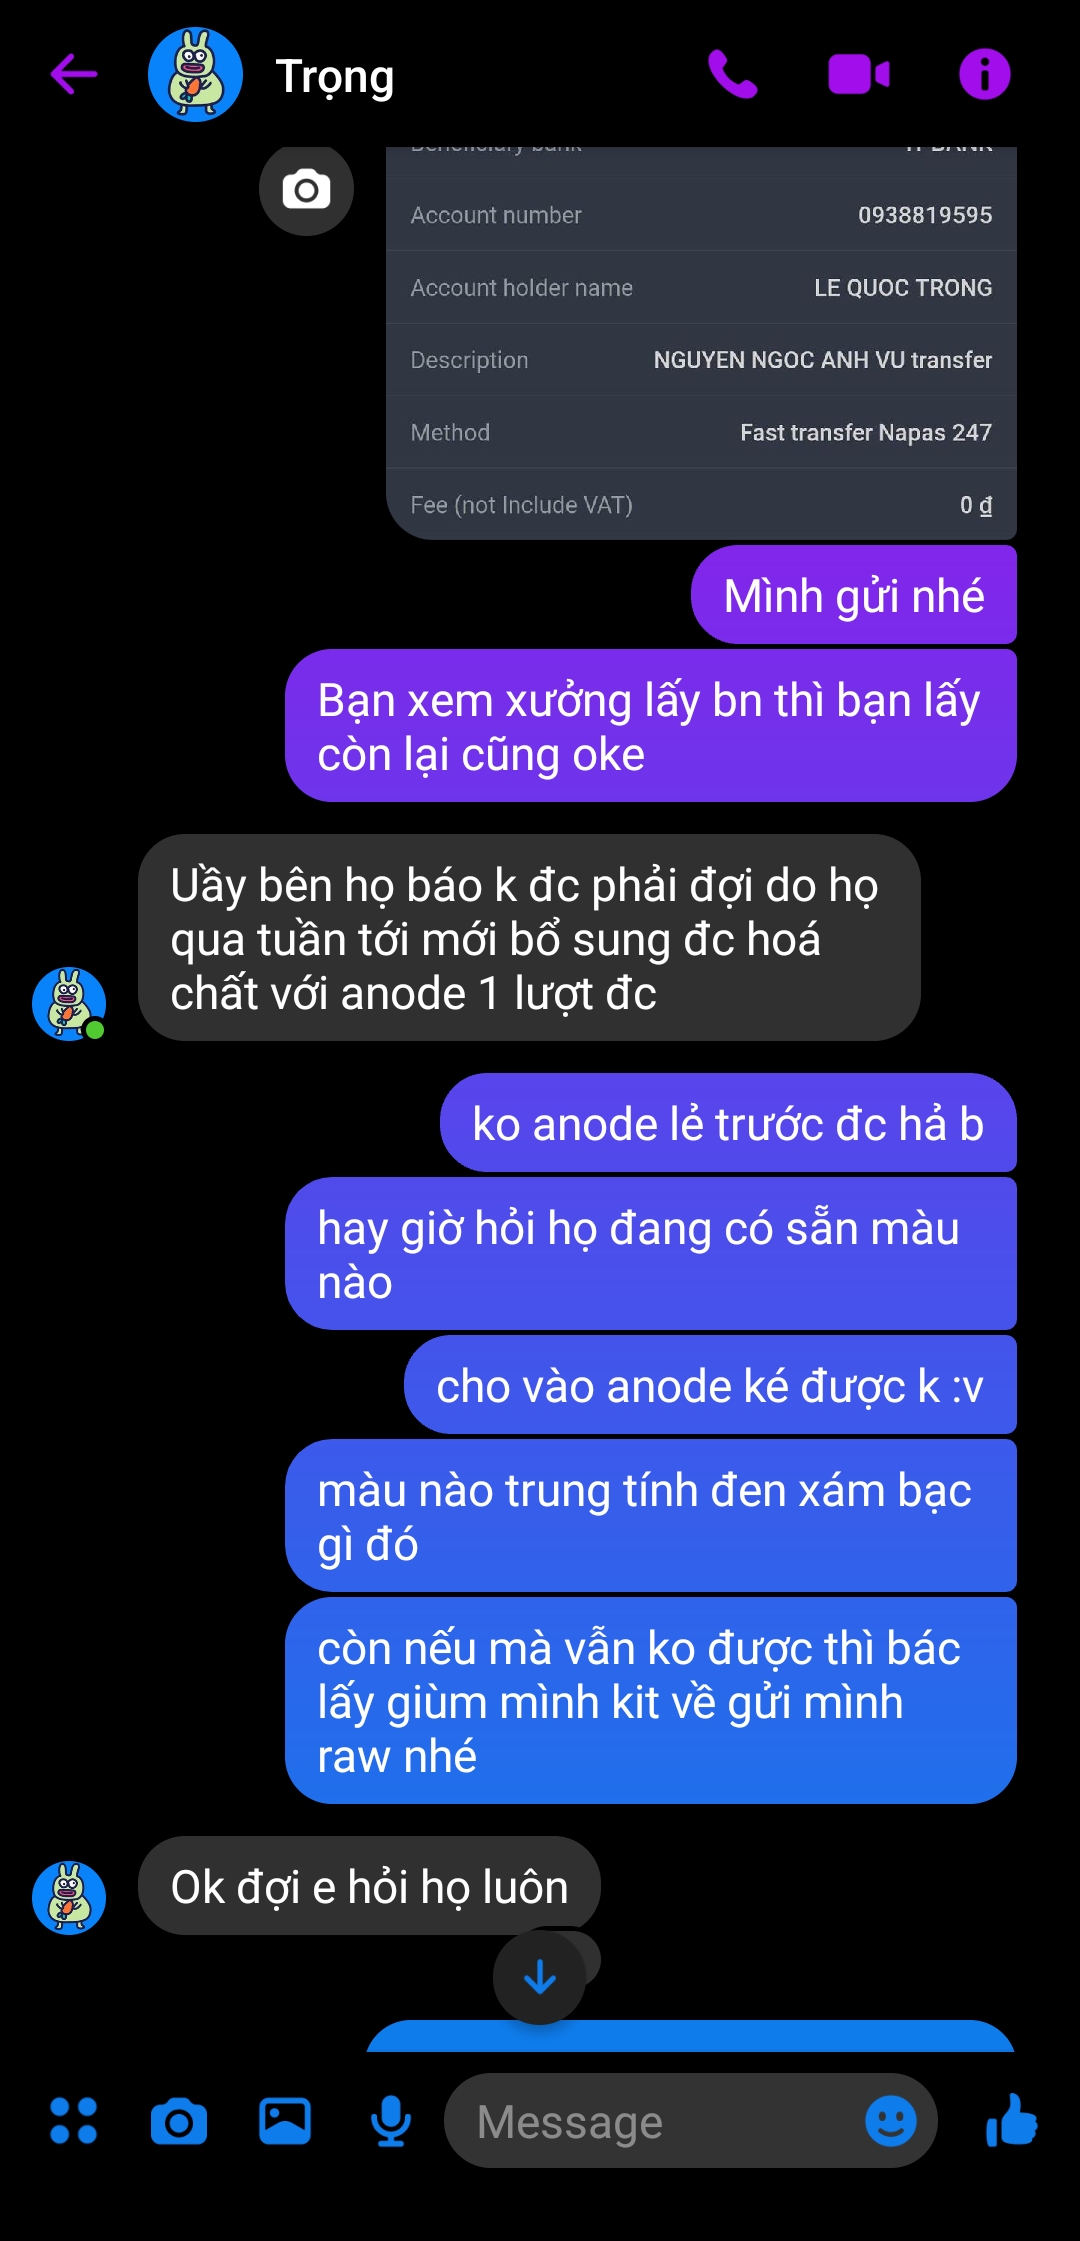 Trọng
Account number 0938819595
Account holder name LE QUOC TRONG
Description NGUYEN NGOC ANH VU transfer
Method Fast transfer Napas 247
Fee (not Include VAT) 0 ₫
Mình gửi nhé
Bạn xem xưởng lấy bn thì bạn lấy
còn lại cũng oke
Uầy bên họ báo k đc phải đợi do họ
qua tuần tới mới bổ sung đc hoá
chất với anode 1 lượt đc
ko anode lẻ trước đc hả b
hay giờ hỏi họ đang có sẵn màu
nào
cho vào anode ké được k :v
màu nào trung tính đen xám bạc
gì đó
còn nếu mà vẫn ko được thì bác
lấy giùm mình kit về gửi mình
raw nhé
Ok đợi e hỏi họ luôn
Message